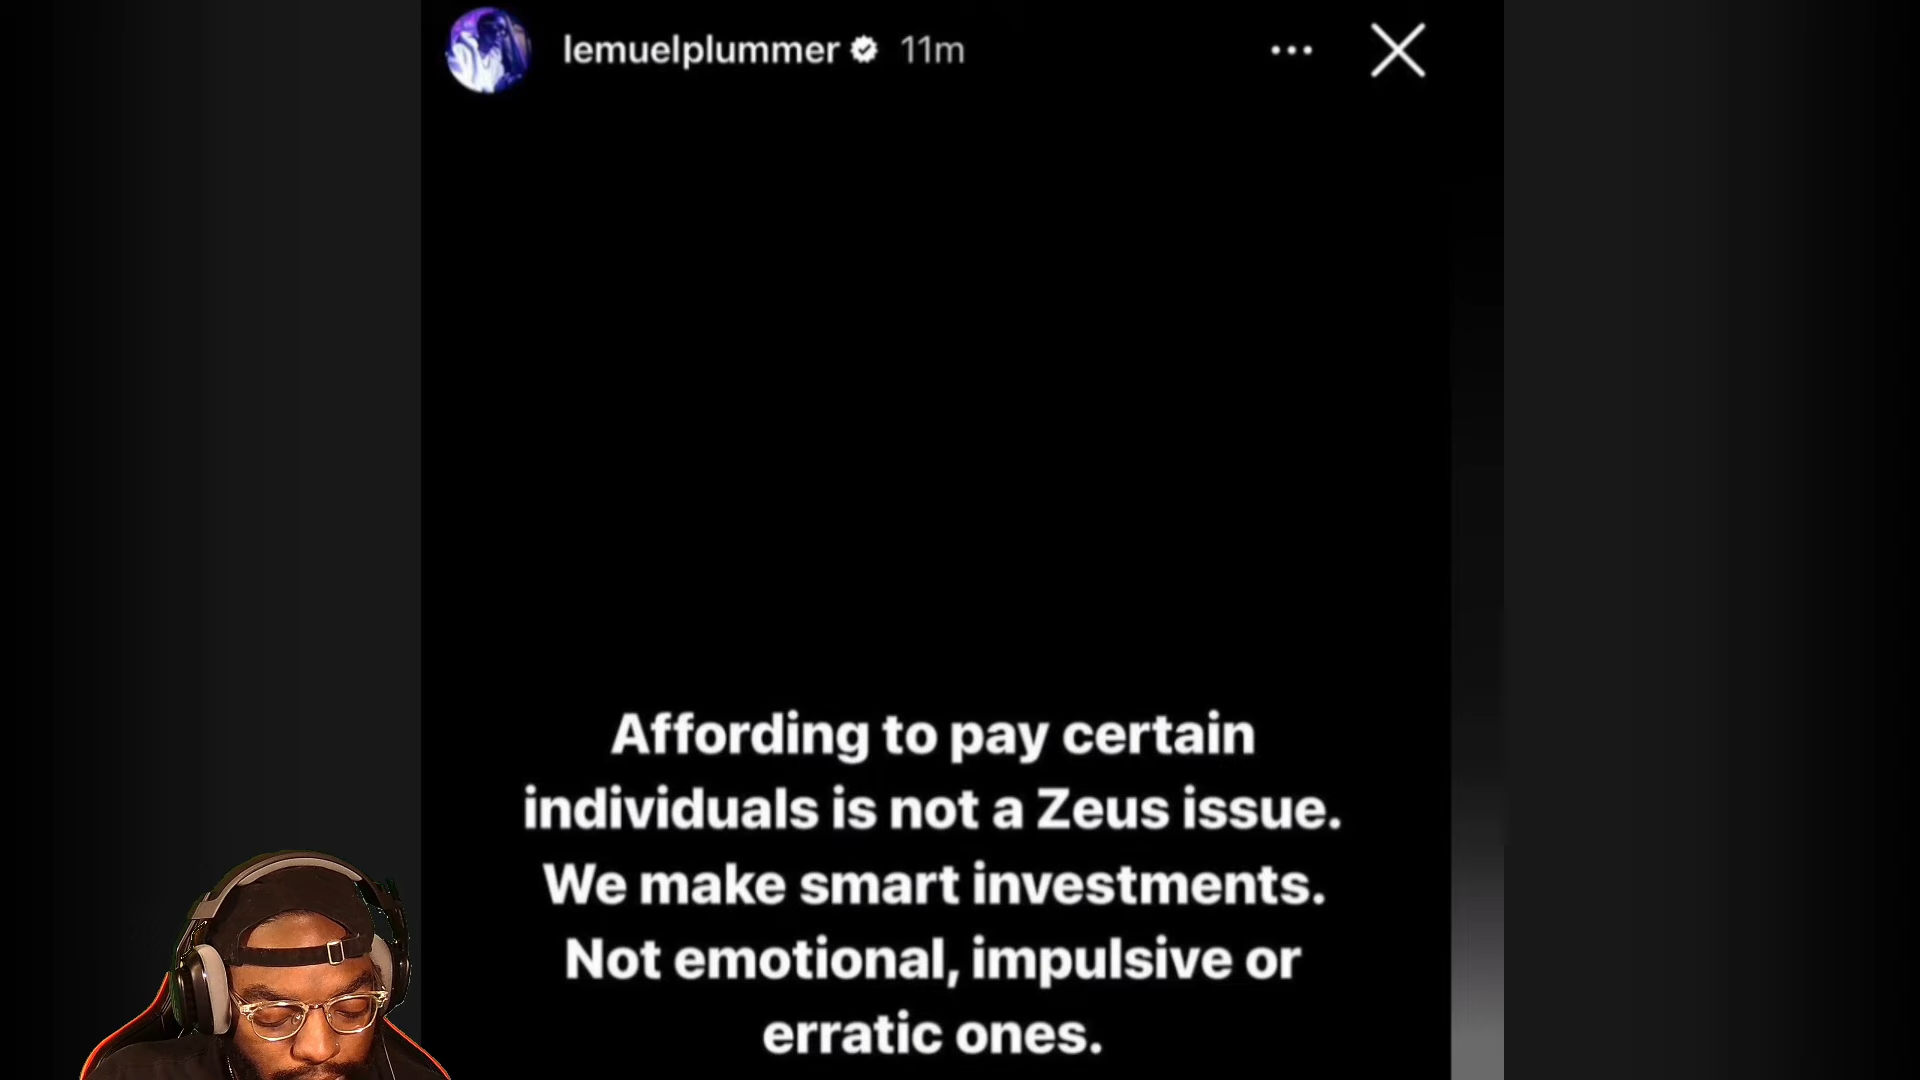 lemuelplummer 11m
Affording to pay certain
individuals is not a Zeus issue.
We make smart investments.
Not emotional, impulsive or
erratic ones.